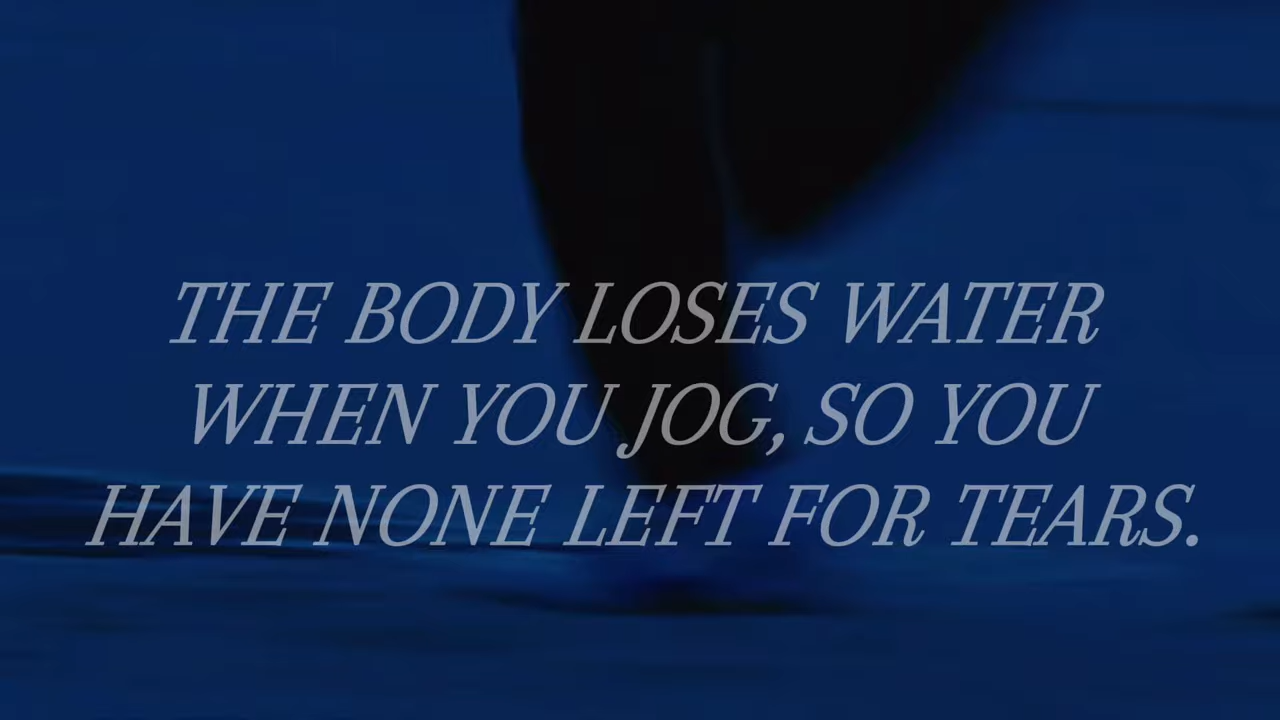 THE BODY LOSES WATER
WHEN YOU JOG, SO YOU
HAVE NONE LEFT FOR TEARS.